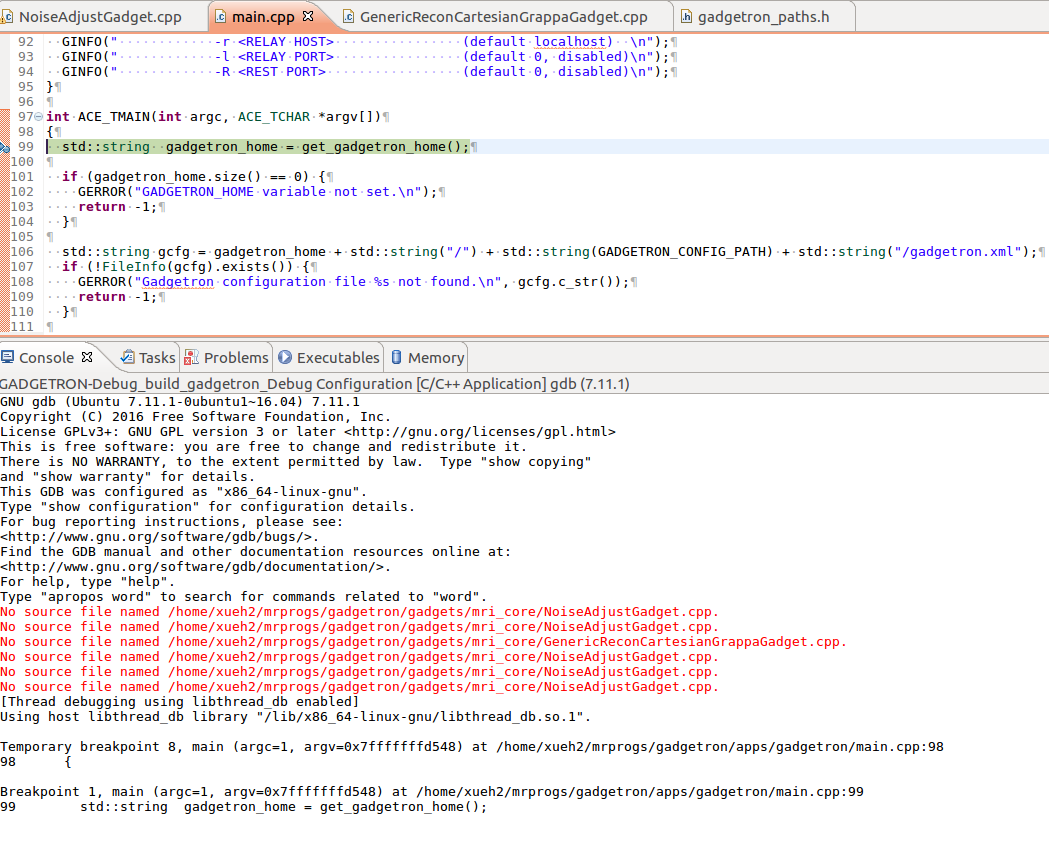 NoiseAdjustGadget.cpp main.cpp GenericReconCartesianGrappaGadget.cpp gadgetron_paths.h
92 ··GINFO("············-r·<RELAY·HOST>················(default·localhost)··\n");¶
93 ··GINFO("············-l·<RELAY·PORT>················(default·0,·disabled)\n");¶
94 ··GINFO("············-R·<REST·PORT>·················(default·0,·disabled)\n");¶
95 }¶
96 ¶
97 int·ACE_TMAIN(int·argc,·ACE_TCHAR·*argv[])¶
98 {¶
99 ··std::string··gadgetron_home·=·get_gadgetron_home();¶
100 ¶
101 ··if·(gadgetron_home.size()·==·0)·{¶
102 ····GERROR("GADGETRON_HOME·variable·not·set.\n");¶
103 ····return·-1;¶
104 ··}¶
105 ¶
106 ··std::string·gcfg·=·gadgetron_home·+·std::string("/")·+·std::string(GADGETRON_CONFIG_PATH)·+·std::string("/gadgetron.xml");¶
107 ··if·(!FileInfo(gcfg).exists())·{¶
108 ····GERROR("Gadgetron·configuration·file·%s·not·found.\n",·gcfg.c_str());¶
109 ····return·-1;¶
110 ··}¶
111 ¶
Console Tasks Problems Executables Memory
GADGETRON-Debug_build_gadgetron_Debug Configuration [C/C++ Application] gdb (7.11.1)
GNU gdb (Ubuntu 7.11.1-0ubuntu1~16.04) 7.11.1
Copyright (C) 2016 Free Software Foundation, Inc.
License GPLv3+: GNU GPL version 3 or later <http://gnu.org/licenses/gpl.html>
This is free software: you are free to change and redistribute it.
There is NO WARRANTY, to the extent permitted by law.  Type "show copying"
and "show warranty" for details.
This GDB was configured as "x86_64-linux-gnu".
Type "show configuration" for configuration details.
For bug reporting instructions, please see:
<http://www.gnu.org/software/gdb/bugs/>.
Find the GDB manual and other documentation resources online at:
<http://www.gnu.org/software/gdb/documentation/>.
For help, type "help".
Type "apropos word" to search for commands related to "word".
No source file named /home/xueh2/mrprogs/gadgetron/gadgets/mri_core/NoiseAdjustGadget.cpp.
No source file named /home/xueh2/mrprogs/gadgetron/gadgets/mri_core/NoiseAdjustGadget.cpp.
No source file named /home/xueh2/mrprogs/gadgetron/gadgets/mri_core/GenericReconCartesianGrappaGadget.cpp.
No source file named /home/xueh2/mrprogs/gadgetron/gadgets/mri_core/NoiseAdjustGadget.cpp.
No source file named /home/xueh2/mrprogs/gadgetron/gadgets/mri_core/NoiseAdjustGadget.cpp.
No source file named /home/xueh2/mrprogs/gadgetron/gadgets/mri_core/NoiseAdjustGadget.cpp.
[Thread debugging using libthread_db enabled]
Using host libthread_db library "/lib/x86_64-linux-gnu/libthread_db.so.1".
Temporary breakpoint 8, main (argc=1, argv=0x7fffffffd548) at /home/xueh2/mrprogs/gadgetron/apps/gadgetron/main.cpp:98
98 {
Breakpoint 1, main (argc=1, argv=0x7fffffffd548) at /home/xueh2/mrprogs/gadgetron/apps/gadgetron/main.cpp:99
99 std::string  gadgetron_home = get_gadgetron_home();